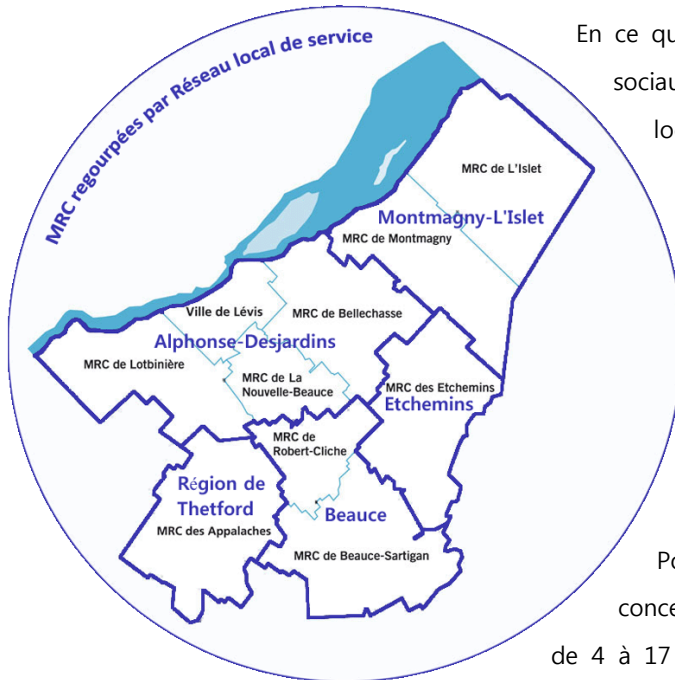 MRC regourpées par Réseau local de service
En ce qu
sociau
lo
MRC de L'Islet
Montmagny-L'Islet
MRC de Montmagny
Ville de Lévis
MRC de Bellechasse
Alphonse-Desjardins
MRC de Lotbinière
MRC de La
Nouvelle-Beauce
MRC des Etchemins
Etchemins
MRC de
Robert-Cliche
Région de
Thetford
Beauce
MRC des Appalaches
MRC de Beauce-Sartigan
Po
conce
de 4 à 17